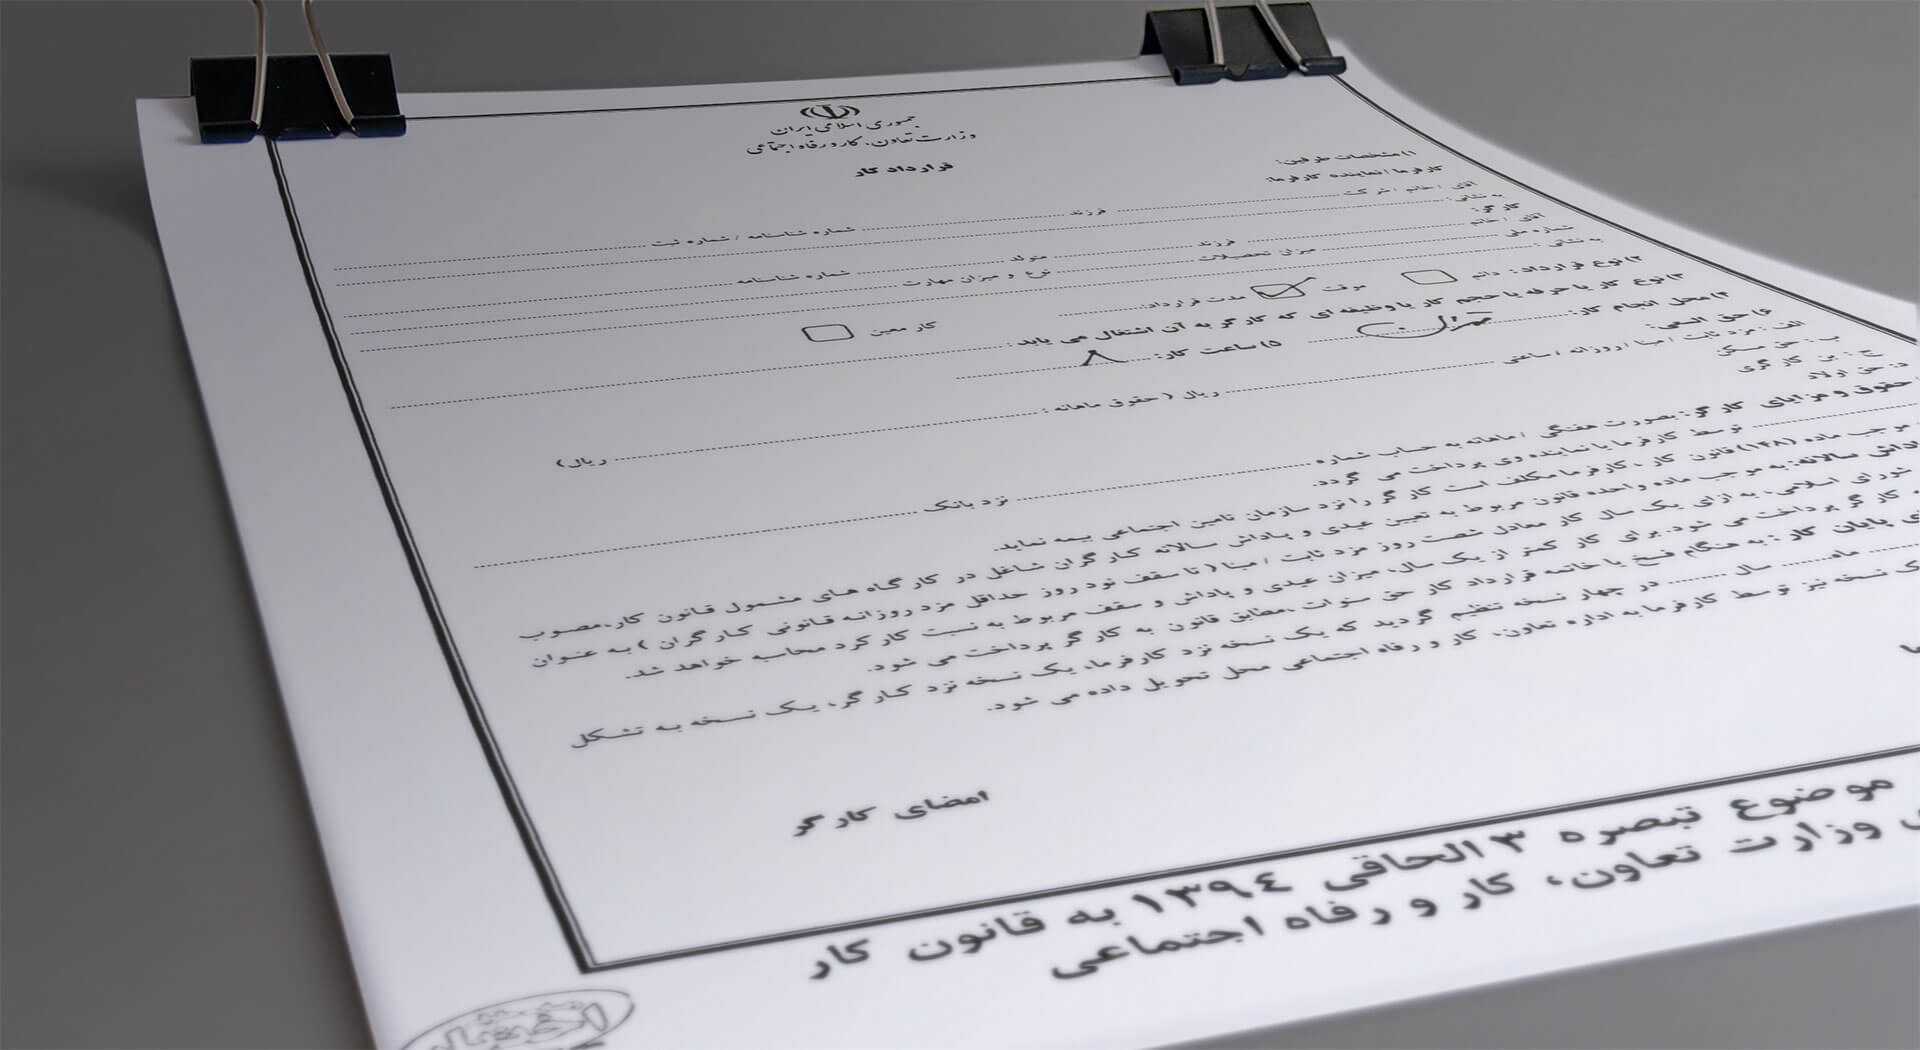 جمهوری اسلامی ایران
وزارت تعاون، کار و رفاه اجتماعی
قرارداد کار
۱) مشخصات طرفین:
کارفرما / نماینده کارفرما:
آقای / خانم / شرکت ........ فرزند ........ شماره شناسنامه / شماره ثبت ........
به نشانی: ........
کارگر:
آقای / خانم ........ فرزند ........ متولد ........ شماره شناسنامه ........
شماره ملی ........ میزان تحصیلات ........ نوع و میزان مهارت ........
به نشانی : ........
۲) نوع قرارداد: دائم موقت مدت قرارداد: ........ کار معین
۳) نوع کار یا حرفه یا حجم کار یا وظیفه ای که کارگر به آن اشتغال می یابد : ........
۴) محل انجام کار: تهران ۵) ساعت کار: ۸
۶) حق السعی:
الف : مزد ثابت / مبنا / روزانه / ساعتی ........ ریال ( حقوق ماهانه : ........ ریال)
ب : حق مسکن
ج : بن کارگری
د: حق اولاد
حقوق و مزایای کارگر: بصورت هفتگی / ماهانه به حساب شماره ........ نزد بانک ........
........ توسط کارفرما یا نماینده وی پرداخت می گردد.
موجب ماده (۱۴۸) قانون کار ، کارفرما مکلف است کارگر را نزد سازمان تامین اجتماعی بیمه نماید.
سالانه: به موجب ماده واحده قانون مربوط به تعیین عیدی و پاداش سالانه کارگران شاغل در کارگاه های مشمول قانون کار، مصوب
شورای اسلامی، به ازای یک سال کار معادل شصت روز مزد ثابت / مبنا ( تا سقف نود روز حداقل مزد روزانه قانونی کارگران ) به عنوان
کارگر پرداخت می شود. برای کار کمتر از یک سال، میزان عیدی و پاداش و سقف مربوط به نسبت کارکرد محاسبه خواهد شد.
پایان کار : به هنگام فسخ یا خاتمه قرارداد کار حق سنوات ،مطابق قانون به کارگر پرداخت می شود.
ماه........ سال ........ در چهار نسخه تنظیم گردید که یک نسخه نزد کارفرما، یک نسخه نزد کارگر، یک نسخه به تشکل
نسخه نیز توسط کارفرما به اداره تعاون، کار و رفاه اجتماعی محل تحویل داده می شود.
امضای کارگر
موضوع تبصره ۳ الحاقی ۱۳۹٤ به قانون کار
وزارت تعاون، کار و رفاه اجتماعی